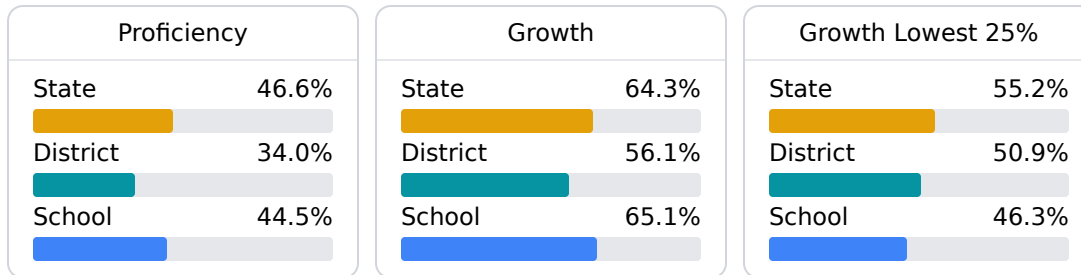 Proficiency
State 46.6%
District 34.0%
School 44.5%
Growth
State 64.3%
District 56.1%
School 65.1%
Growth Lowest 25%
State 55.2%
District 50.9%
School 46.3%